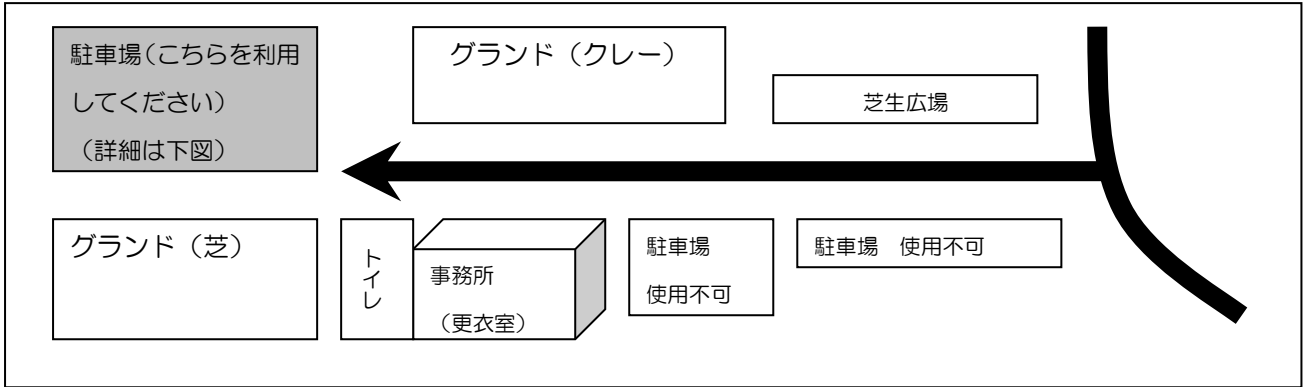 駐車場(こちらを利用
してください)
(詳細は下図)
グランド(クレー)
芝生広場
グランド(芝)
トイレ
事務所
(更衣室)
駐車場
使用不可
駐車場 使用不可